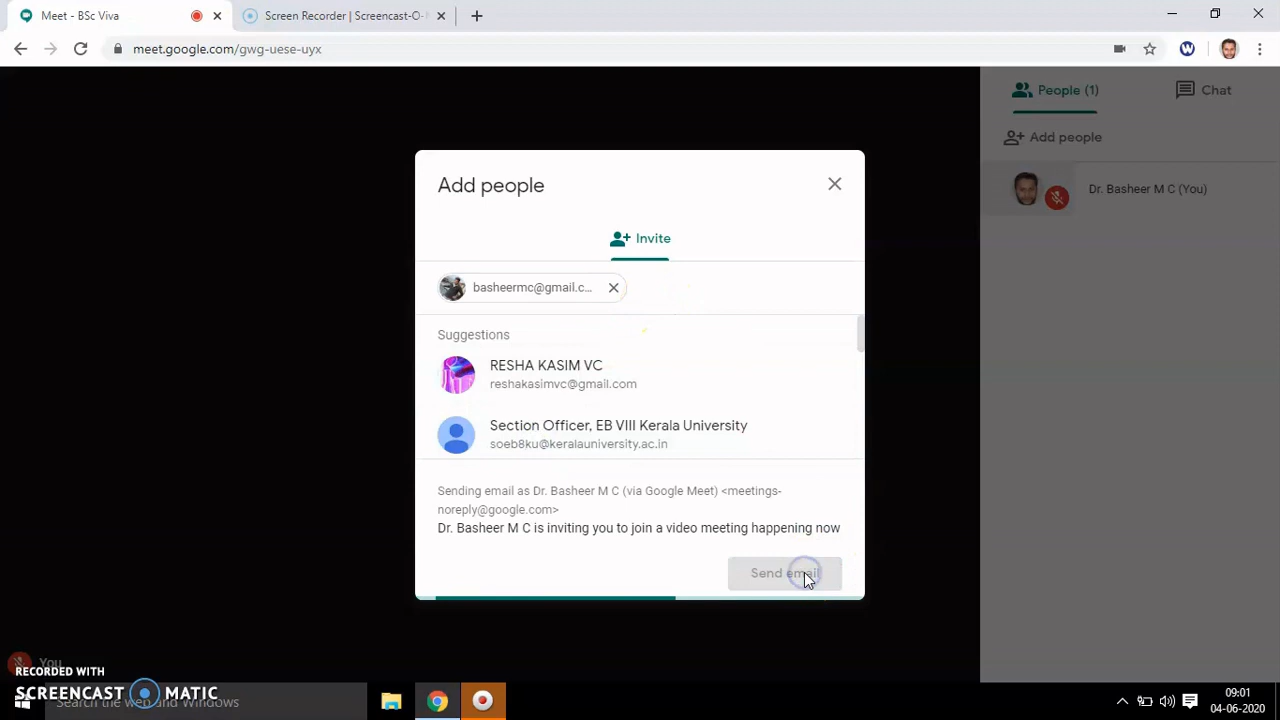 Meet - BSc Viva
Screen Recorder | Screencast-O-
meet.google.com/gwg-uese-uyx
People (1)
Chat
Add people
Dr. Basheer M C (You)
Add people
Invite
basheermc@gmail.c...
Suggestions
RESHA KASIM VC
reshakasimvc@gmail.com
Section Officer, EB VIII Kerala University
soeb8ku@keralauniversity.ac.in
Sending email as Dr. Basheer M C (via Google Meet) <meetings-
noreply@google.com>
Dr. Basheer M C is inviting you to join a video meeting happening now
Send email
You
RECORDED WITH
SCREENCAST MATIC
Search the web and Windows
09:01
04-06-2020